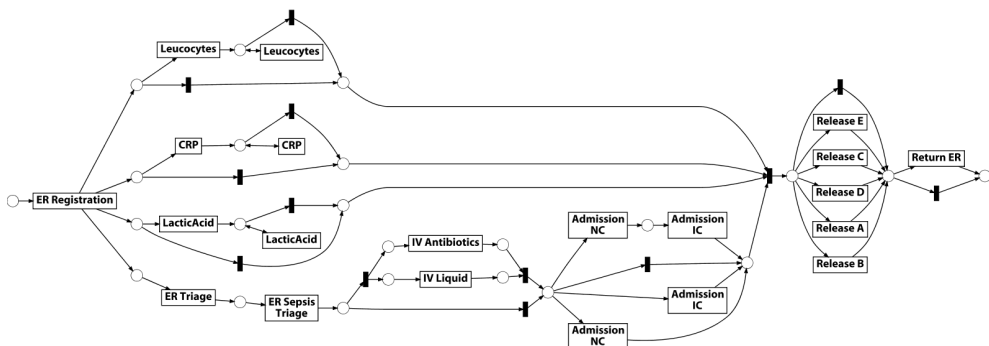 Leucocytes
Leucocytes
CRP
CRP
ER Registration
LacticAcid
LacticAcid
ER Triage
ER Sepsis
Triage
IV Antibiotics
IV Liquid
Admission
NC
Admission
IC
Admission
IC
Admission
NC
Release E
Release C
Release D
Release A
Release B
Return ER